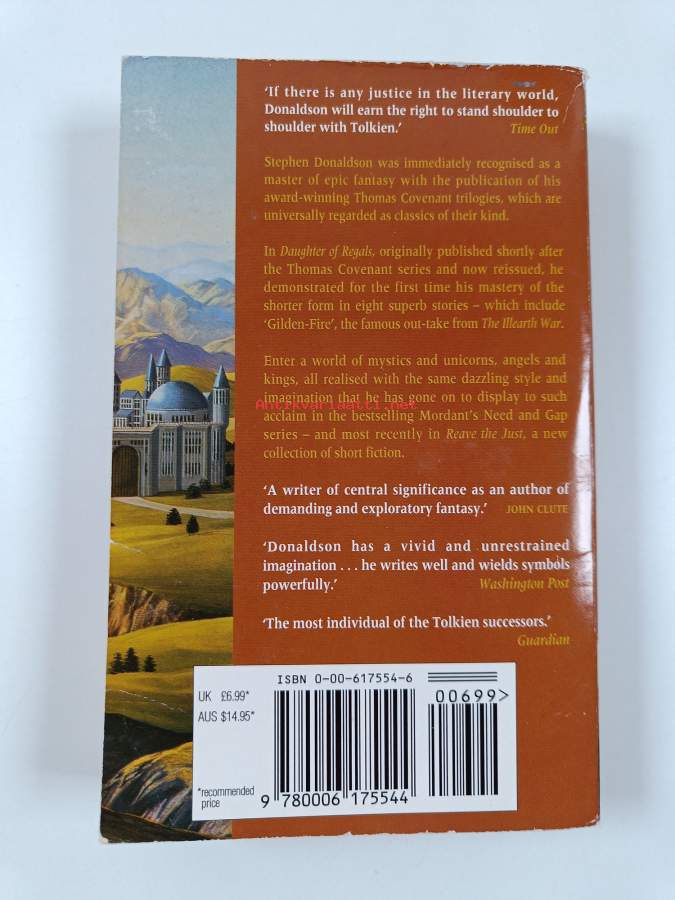 ‘If there is any justice in the literary world,
Donaldson will earn the right to stand shoulder to
shoulder with Tolkien.’ Time Out
Stephen Donaldson was immediately recognised as a
master of epic fantasy with the publication of his
award-winning Thomas Covenant trilogies, which are
universally regarded as classics of their kind.
In Daughter of Regals, originally published shortly after
the Thomas Covenant series and now reissued, he
demonstrated for the first time his mastery of the
shorter form in eight superb stories – which include
‘Gilden-Fire’, the famous out-take from The Illearth War.
Enter a world of mystics and unicorns, angels and
kings, all realised with the same dazzling style and
imagination that he has gone on to display to such
Antikvariaatti.net
acclaim in the bestselling Mordant’s Need and Gap
series – and most recently in Reave the Just, a new
collection of short fiction.
‘A writer of central significance as an author of
demanding and exploratory fantasy.’ JOHN CLUTE
‘Donaldson has a vivid and unrestrained
imagination . . . he writes well and wields symbols
powerfully.’ Washington Post
‘The most individual of the Tolkien successors.’
Guardian
ISBN 0-00-617554-6
UK £6.99*
AUS $14.95*
00699>
*recommended
price
9 780006 175544